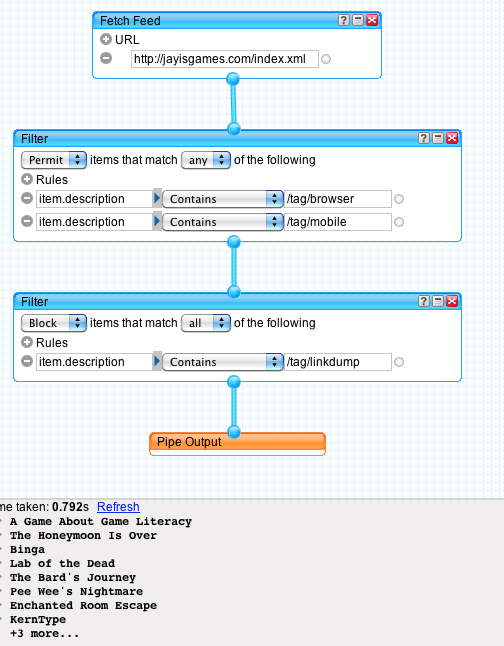 Fetch Feed
URL
http://jayisgames.com/index.xml
Filter
Permit items that match any of the following
Rules
item.description Contains /tag/browser
item.description Contains /tag/mobile
Filter
Block items that match all of the following
Rules
item.description Contains /tag/linkdump
Pipe Output
me taken: 0.792s Refresh
A Game About Game Literacy
The Honeymoon Is Over
Binga
Lab of the Dead
The Bard's Journey
Pee Wee's Nightmare
Enchanted Room Escape
KernType
+3 more...